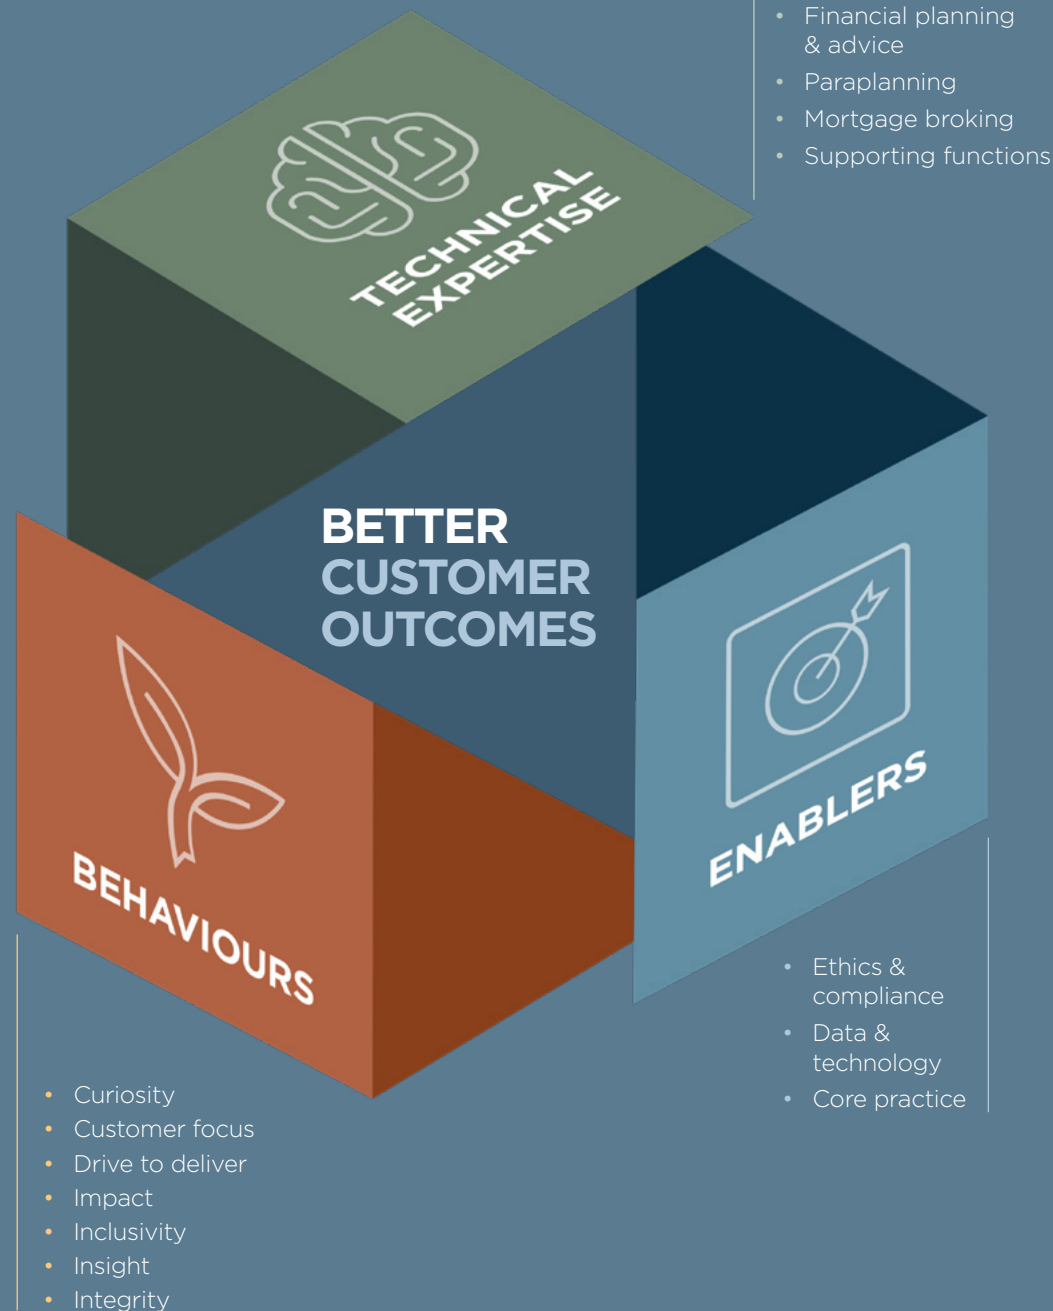 • Financial planning
& advice
• Paraplanning
• Mortgage broking
• Supporting functions
TECHNICAL
EXPERTISE
BETTER
CUSTOMER
OUTCOMES
ENABLERS
BEHAVIOURS
• Ethics &
compliance
• Data &
technology
• Core practice
• Curiosity
• Customer focus
• Drive to deliver
• Impact
• Inclusivity
• Insight
• Integrity